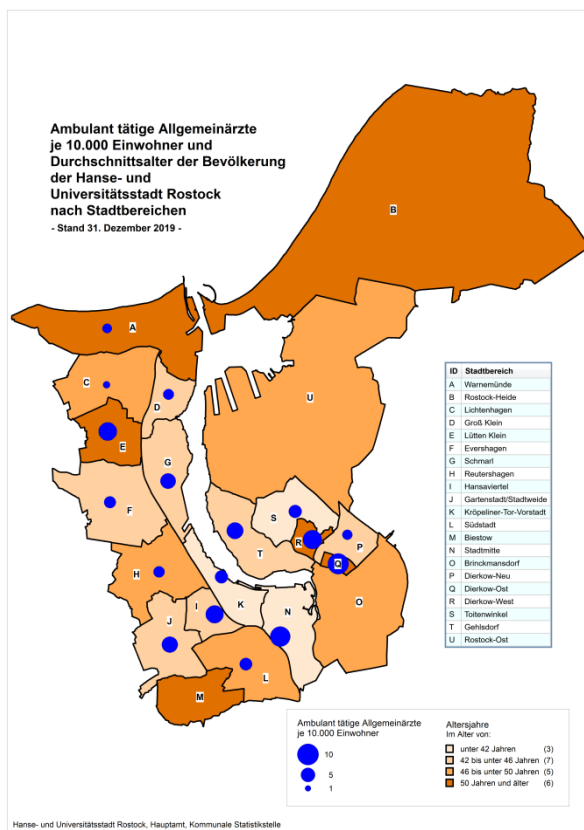 Ambulant tätige Allgemeinärzte
je 10.000 Einwohner und
Durchschnittsalter der Bevölkerung
der Hanse- und
Universitätsstadt Rostock
nach Stadtbereichen
- Stand 31. Dezember 2019 -
B
A
C
D
U
E
G
F
S
R
P
T
Q
H
O
I
K
J
N
L
M
ID Stadtbereich
A Warnemünde
B Rostock-Heide
C Lichtenhagen
D Groß Klein
E Lütten Klein
F Evershagen
G Schmarl
H Reutershagen
I Hansaviertel
J Gartenstadt/Stadtweide
K Kröpeliner-Tor-Vorstadt
L Südstadt
M Biestow
N Stadtmitte
O Brinckmansdorf
P Dierkow-Neu
Q Dierkow-Ost
R Dierkow-West
S Toitenwinkel
T Gehlsdorf
U Rostock-Ost
Ambulant tätige Allgemeinärzte
je 10.000 Einwohner
10
5
1
Altersjahre
Im Alter von:
unter 42 Jahren (3)
42 bis unter 46 Jahren (7)
46 bis unter 50 Jahren (5)
50 Jahren und älter (6)
Hanse- und Universitätsstadt Rostock, Hauptamt, Kommunale Statistikstelle